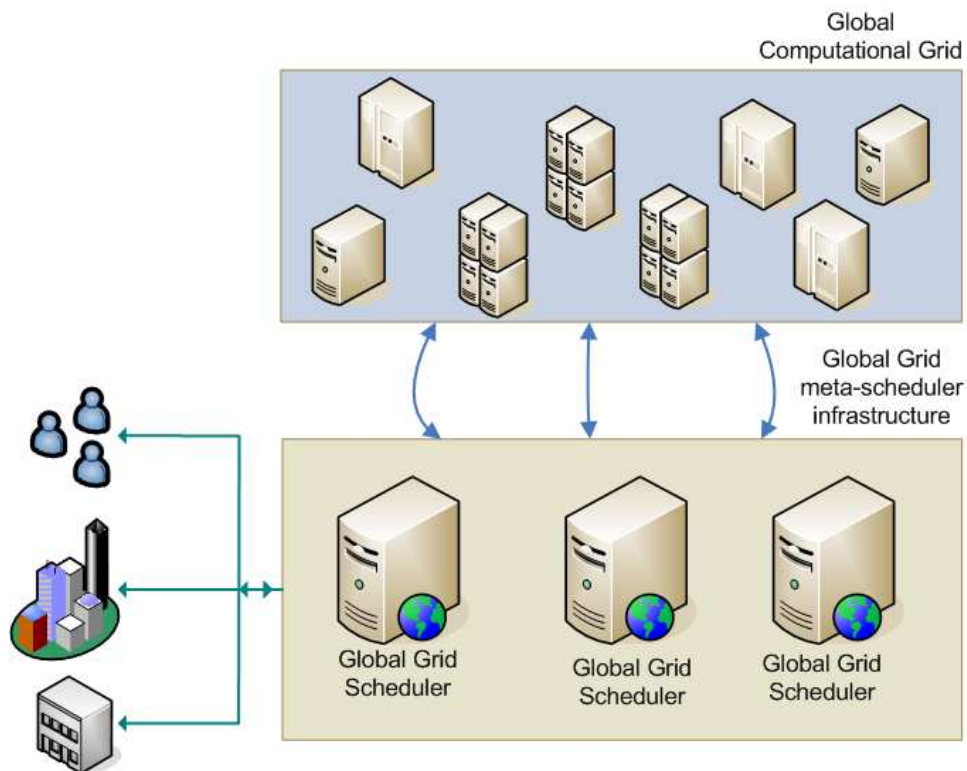 Global
Computational Grid
Global Grid
meta-scheduler
infrastructure
Global Grid
Scheduler
Global Grid
Scheduler
Global Grid
Scheduler